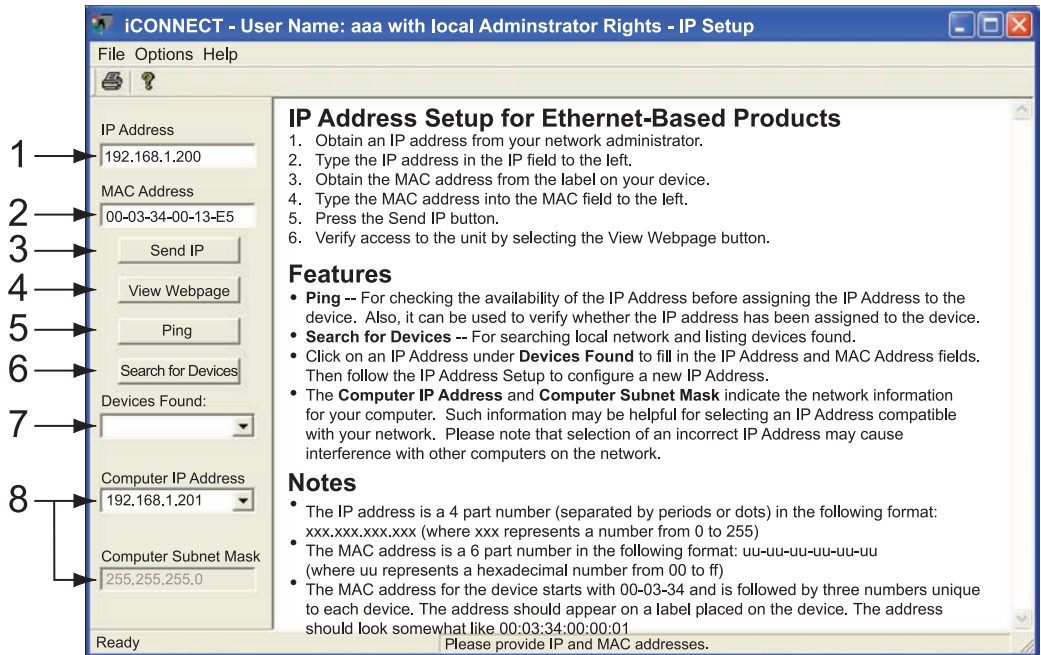 iCONNECT - User Name: aaa with local Adminstrator Rights - IP Setup
File Options Help
IP Address
1
192.168.1.200
MAC Address
2
00-03-34-00-13-E5
3
Send IP
4
View Webpage
5
Ping
6
Search for Devices
Devices Found:
7
Computer IP Address
8
192.168.1.201
Computer Subnet Mask
255.255.255.0
IP Address Setup for Ethernet-Based Products
1. Obtain an IP address from your network administrator.
2. Type the IP address in the IP field to the left.
3. Obtain the MAC address from the label on your device.
4. Type the MAC address into the MAC field to the left.
5. Press the Send IP button.
6. Verify access to the unit by selecting the View Webpage button.
Features
• Ping -- For checking the availability of the IP Address before assigning the IP Address to the
device. Also, it can be used to verify whether the IP address has been assigned to the device.
• Search for Devices -- For searching local network and listing devices found.
• Click on an IP Address under Devices Found to fill in the IP Address and MAC Address fields.
Then follow the IP Address Setup to configure a new IP Address.
• The Computer IP Address and Computer Subnet Mask indicate the network information
for your computer. Such information may be helpful for selecting an IP Address compatible
with your network. Please note that selection of an incorrect IP Address may cause
interference with other computers on the network.
Notes
• The IP address is a 4 part number (separated by periods or dots) in the following format:
xxx.xxx.xxx.xxx (where xxx represents a number from 0 to 255)
• The MAC address is a 6 part number in the following format: uu-uu-uu-uu-uu-uu
(where uu represents a hexadecimal number from 00 to ff)
• The MAC address for the device starts with 00-03-34 and is followed by three numbers unique
to each device. The address should appear on a label placed on the device. The address
should look somewhat like 00:03:34:00:00:01
Ready
Please provide IP and MAC addresses.